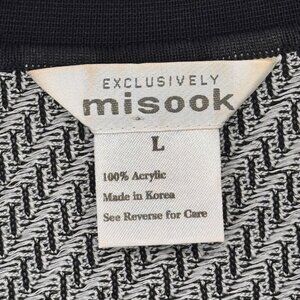 EXCLUSIVELY
misook
L
100% Acrylic
Made in Korea
See Reverse for Care